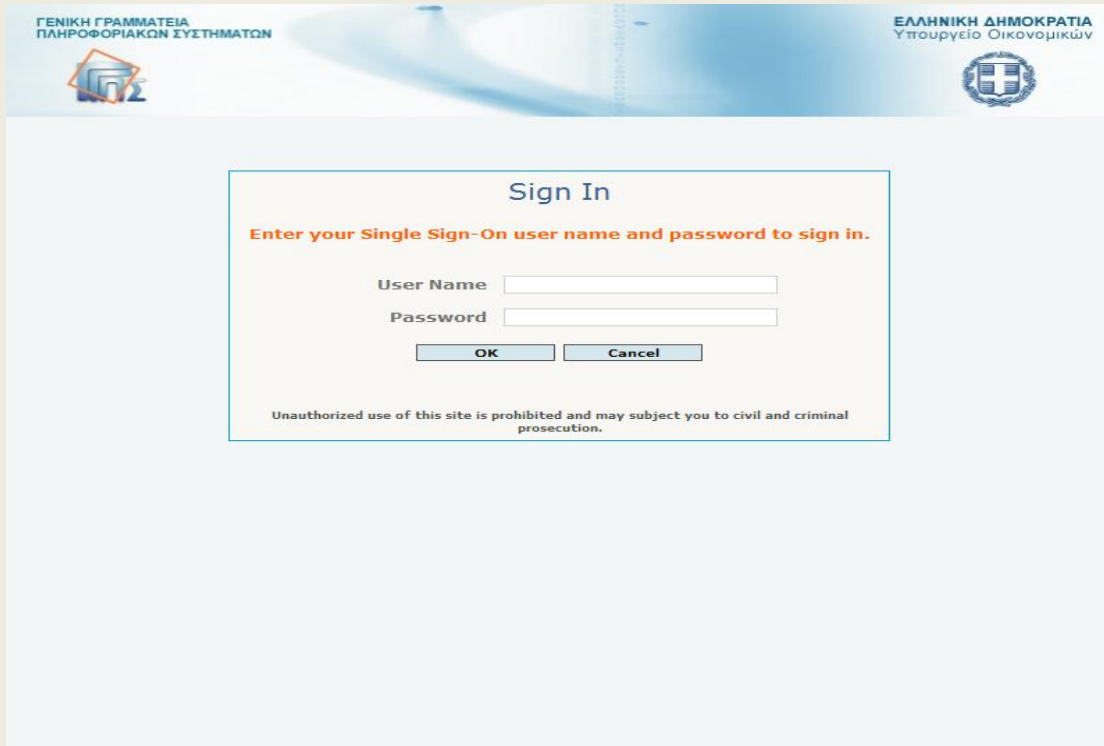 ΓΕΝΙΚΗ ΓΡΑΜΜΑΤΕΙΑ
ΠΛΗΡΟΦΟΡΙΑΚΩΝ ΣΥΣΤΗΜΑΤΩΝ
ΕΛΛΗΝΙΚΗ ΔΗΜΟΚΡΑΤΙΑ
Υπουργείο Οικονομικών
ΓΠΣ
Sign In
Enter your Single Sign-On user name and password to sign in.
User Name
Password
OK Cancel
Unauthorized use of this site is prohibited and may subject you to civil and criminal
prosecution.